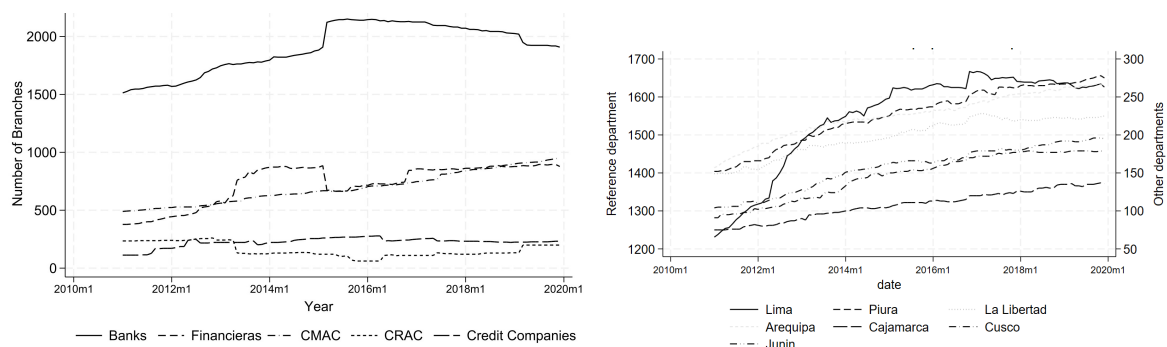 2000
1500
1000
500
0
Number of Branches
2010m1 2012m1 2014m1 2016m1 2018m1 2020m1
Year
Banks Financieras CMAC CRAC Credit Companies
1700
1600
1500
1400
1300
1200
Reference department
300
250
200
150
100
50
Other departments
2010m1 2012m1 2014m1 2016m1 2018m1 2020m1
date
Lima Piura La Libertad
Arequipa Cajamarca Cusco
Junin